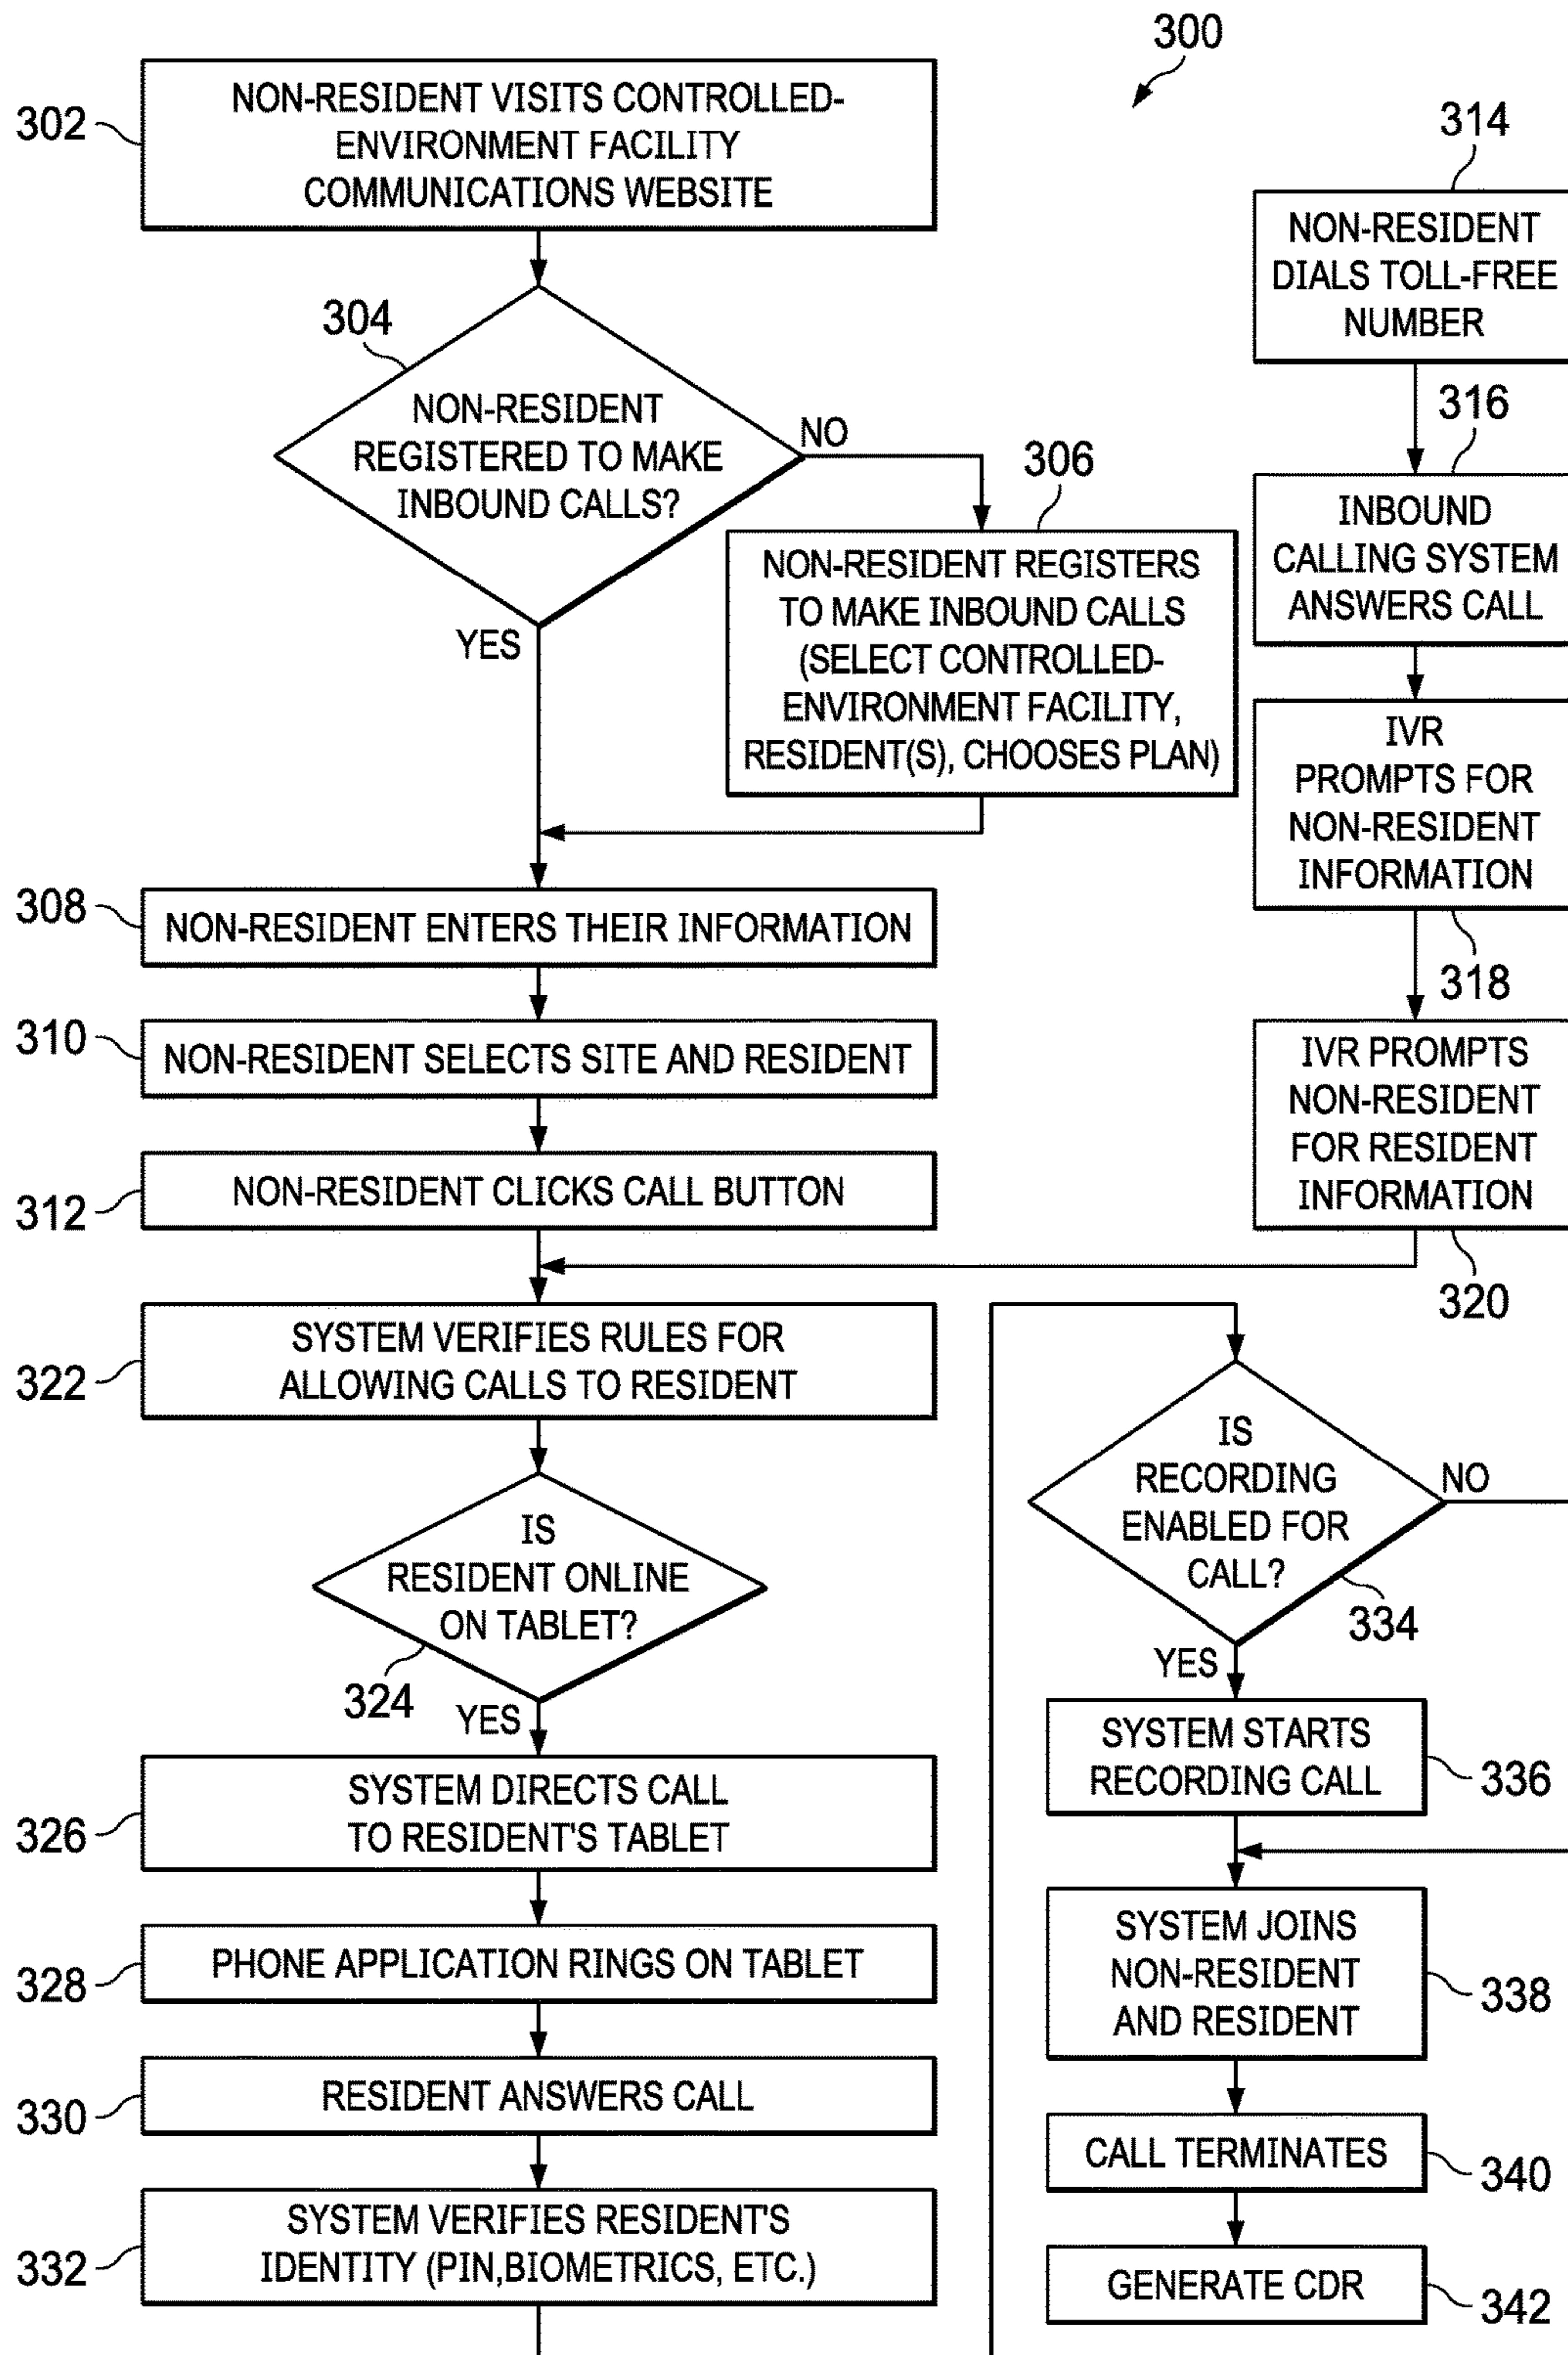 300
302
NON-RESIDENT VISITS CONTROLLED-
ENVIRONMENT FACILITY
COMMUNICATIONS WEBSITE
304
NON-RESIDENT
REGISTERED TO MAKE
INBOUND CALLS?
NO
YES
306
NON-RESIDENT REGISTERS
TO MAKE INBOUND CALLS
(SELECT CONTROLLED-
ENVIRONMENT FACILITY,
RESIDENT(S), CHOOSES PLAN)
308
NON-RESIDENT ENTERS THEIR INFORMATION
310
NON-RESIDENT SELECTS SITE AND RESIDENT
312
NON-RESIDENT CLICKS CALL BUTTON
314
NON-RESIDENT
DIALS TOLL-FREE
NUMBER
316
INBOUND
CALLING SYSTEM
ANSWERS CALL
IVR
PROMPTS FOR
NON-RESIDENT
INFORMATION
318
IVR PROMPTS
NON-RESIDENT
FOR RESIDENT
INFORMATION
320
322
SYSTEM VERIFIES RULES FOR
ALLOWING CALLS TO RESIDENT
IS
RESIDENT ONLINE
ON TABLET?
324
YES
326
SYSTEM DIRECTS CALL
TO RESIDENT'S TABLET
328
PHONE APPLICATION RINGS ON TABLET
330
RESIDENT ANSWERS CALL
332
SYSTEM VERIFIES RESIDENT'S
IDENTITY (PIN,BIOMETRICS, ETC.)
IS
RECORDING
ENABLED FOR
CALL?
NO
334
YES
SYSTEM STARTS
RECORDING CALL
336
SYSTEM JOINS
NON-RESIDENT
AND RESIDENT
338
CALL TERMINATES
340
GENERATE CDR
342